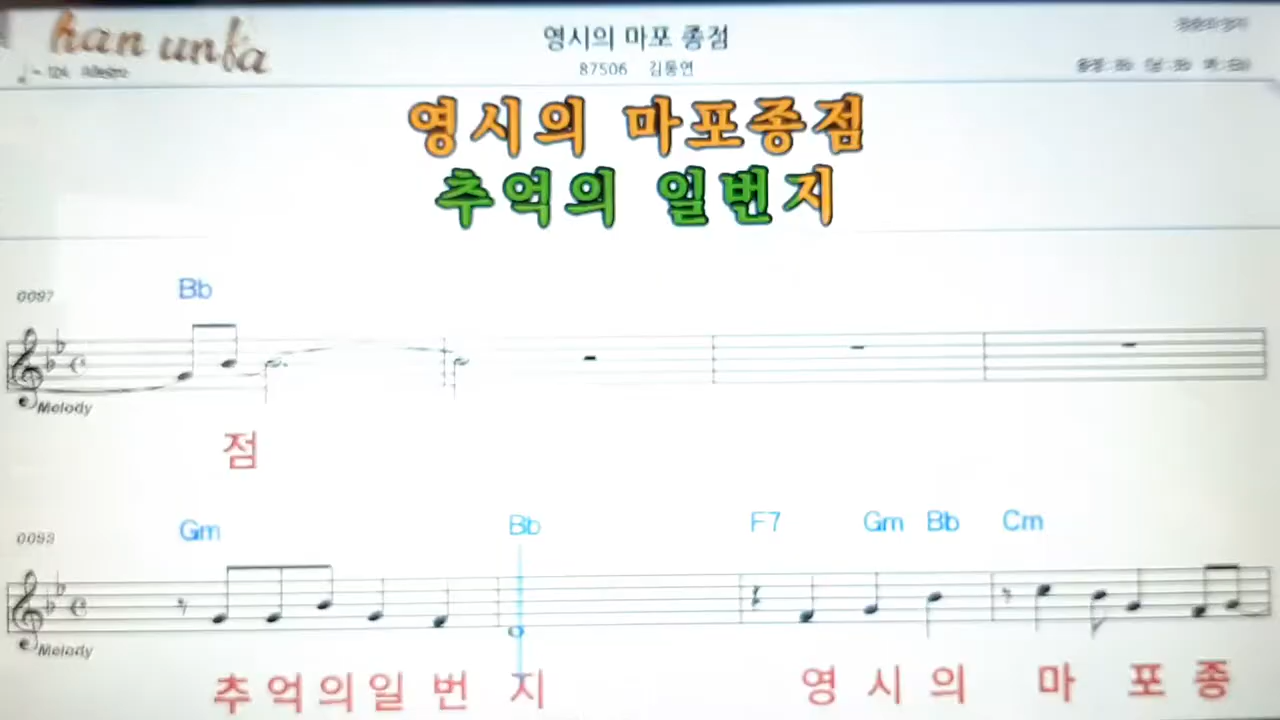 han unfa
영시의 마포 종점
87506 김통연
영시의 마포종점
추억의 일번지
0097
Bb
Melody
점
0093
Gm Bb F7 Gm Bb Cm
Melody
추 억 의 일 번 지 영 시 의 마 포 종